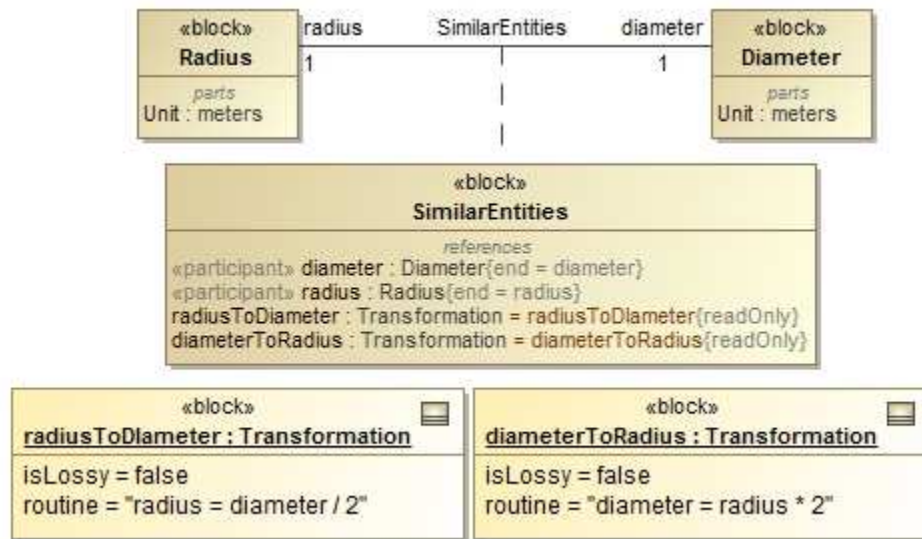 «block» radius SimilarEntities diameter «block»
Radius 1 1 Diameter
parts parts
Unit : meters Unit : meters
«block»
SimilarEntities
references
«participant» diameter : Diameter{end = diameter}
«participant» radius : Radius{end = radius}
radiusToDiameter : Transformation = radiusToDIameter{readOnly}
diameterToRadius : Transformation = diameterToRadius{readOnly}
«block»
radiusToDIameter : Transformation
isLossy = false
routine = "radius = diameter / 2"
«block»
diameterToRadius : Transformation
isLossy = false
routine = "diameter = radius * 2"